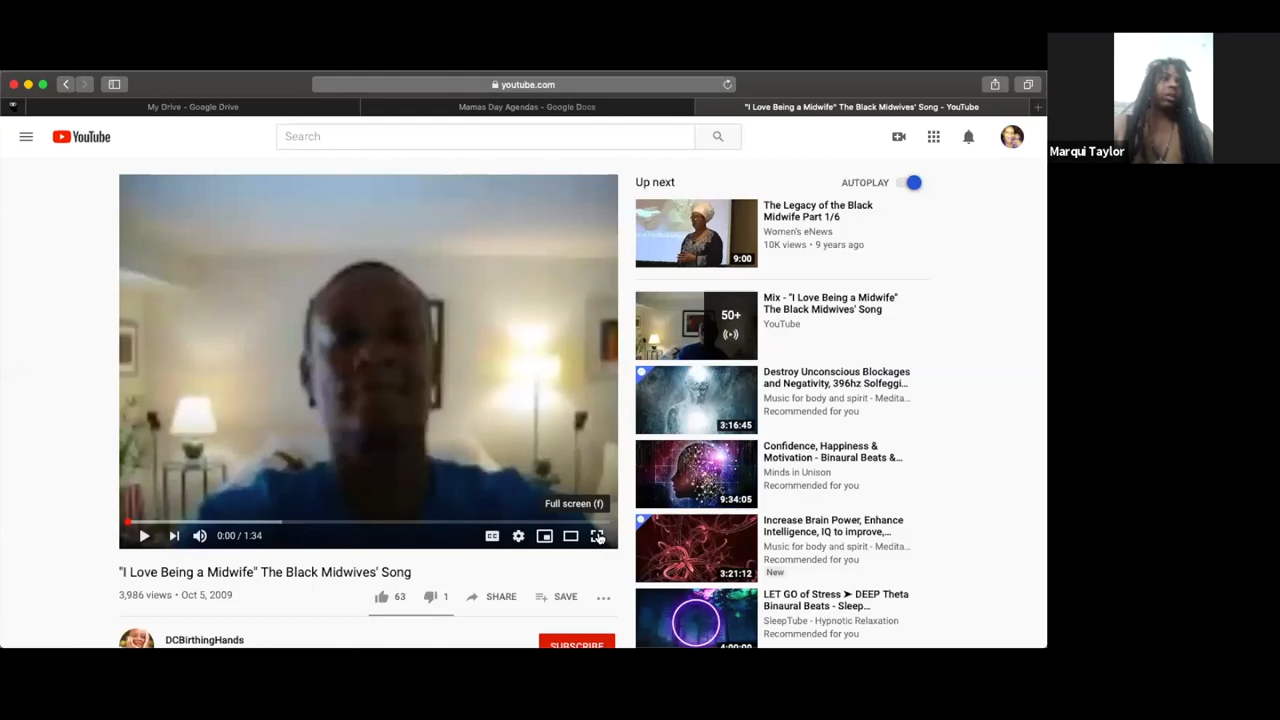 youtube.com
My Drive - Google Drive
Mamas Day Agendas - Google Docs
"I Love Being a Midwife" The Black Midwives' Song - YouTube
YouTube
Search
Marqui Taylor
Up next
AUTOPLAY
The Legacy of the Black
Midwife Part 1/6
Women's eNews
10K views • 9 years ago
9:00
Mix - "I Love Being a Midwife"
The Black Midwives' Song
YouTube
50+
Destroy Unconscious Blockages
and Negativity, 396hz Solfeggi...
Music for body and spirit - Medita...
Recommended for you
3:16:45
Confidence, Happiness &
Motivation - Binaural Beats &...
Minds in Unison
Recommended for you
9:34:05
Increase Brain Power, Enhance
Intelligence, IQ to improve,...
Music for body and spirit - Medita...
Recommended for you
New
3:21:12
LET GO of Stress ➤ DEEP Theta
Binaural Beats - Sleep...
SleepTube - Hypnotic Relaxation
Recommended for you
4:00:00
Full screen (f)
0:00 / 1:34
"I Love Being a Midwife" The Black Midwives' Song
3,986 views • Oct 5, 2009
63
1
SHARE
SAVE
DCBirthingHands
SUBSCRIBE